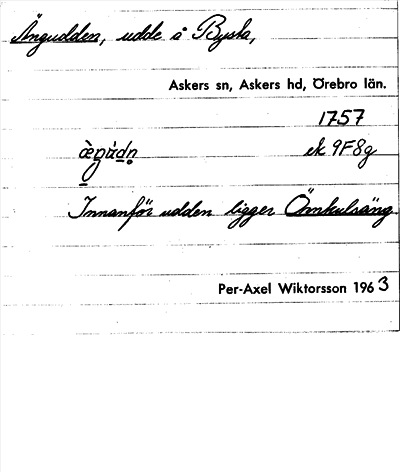 Ängudden, udde å Bysta,
Askers sn, Askers hd, Örebro län.
1757
ek 9F8g
Innanför udden ligger Ömkulsäng.
Per-Axel Wiktorsson 1963